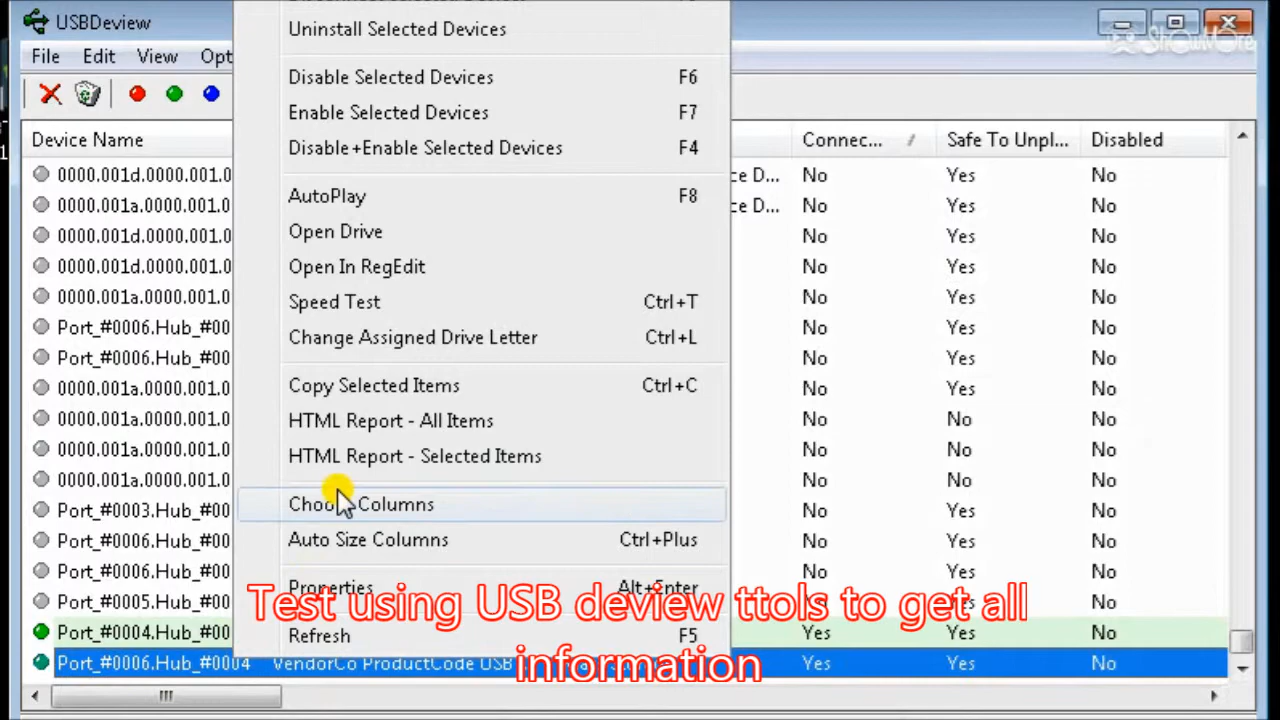 USBDeview
ShowMore
File Edit View Opt
Uninstall Selected Devices
Disable Selected Devices F6
Enable Selected Devices F7
Disable+Enable Selected Devices F4
AutoPlay F8
Open Drive
Open In RegEdit
Speed Test Ctrl+T
Change Assigned Drive Letter Ctrl+L
Copy Selected Items Ctrl+C
HTML Report - All Items
HTML Report - Selected Items
Choose Columns
Auto Size Columns Ctrl+Plus
Properties Alt+Enter
Refresh F5
Device Name Connec... Safe To Unpl... Disabled
0000.001d.0000.001.0 ce D... No Yes No
0000.001a.0000.001.0 ce D... No Yes No
0000.001d.0000.001.0 No Yes No
0000.001d.0000.001.0 No Yes No
0000.001a.0000.001.0 No Yes No
Port_#0006.Hub_#00 No Yes No
Port_#0006.Hub_#00 No Yes No
0000.001a.0000.001.0 No Yes No
0000.001a.0000.001.0 No No No
0000.001a.0000.001.0 No No No
0000.001a.0000.001.0 No No No
Port_#0003.Hub_#00 No Yes No
Port_#0006.Hub_#00 No Yes No
Port_#0006.Hub_#00 No Yes No
Port_#0005.Hub_#00 No Yes No
Port_#0004.Hub_#00 Yes Yes No
Port_#0006.Hub_#0004 VendorCo ProductCode USB Yes Yes No
Test using USB deview ttols to get all
information